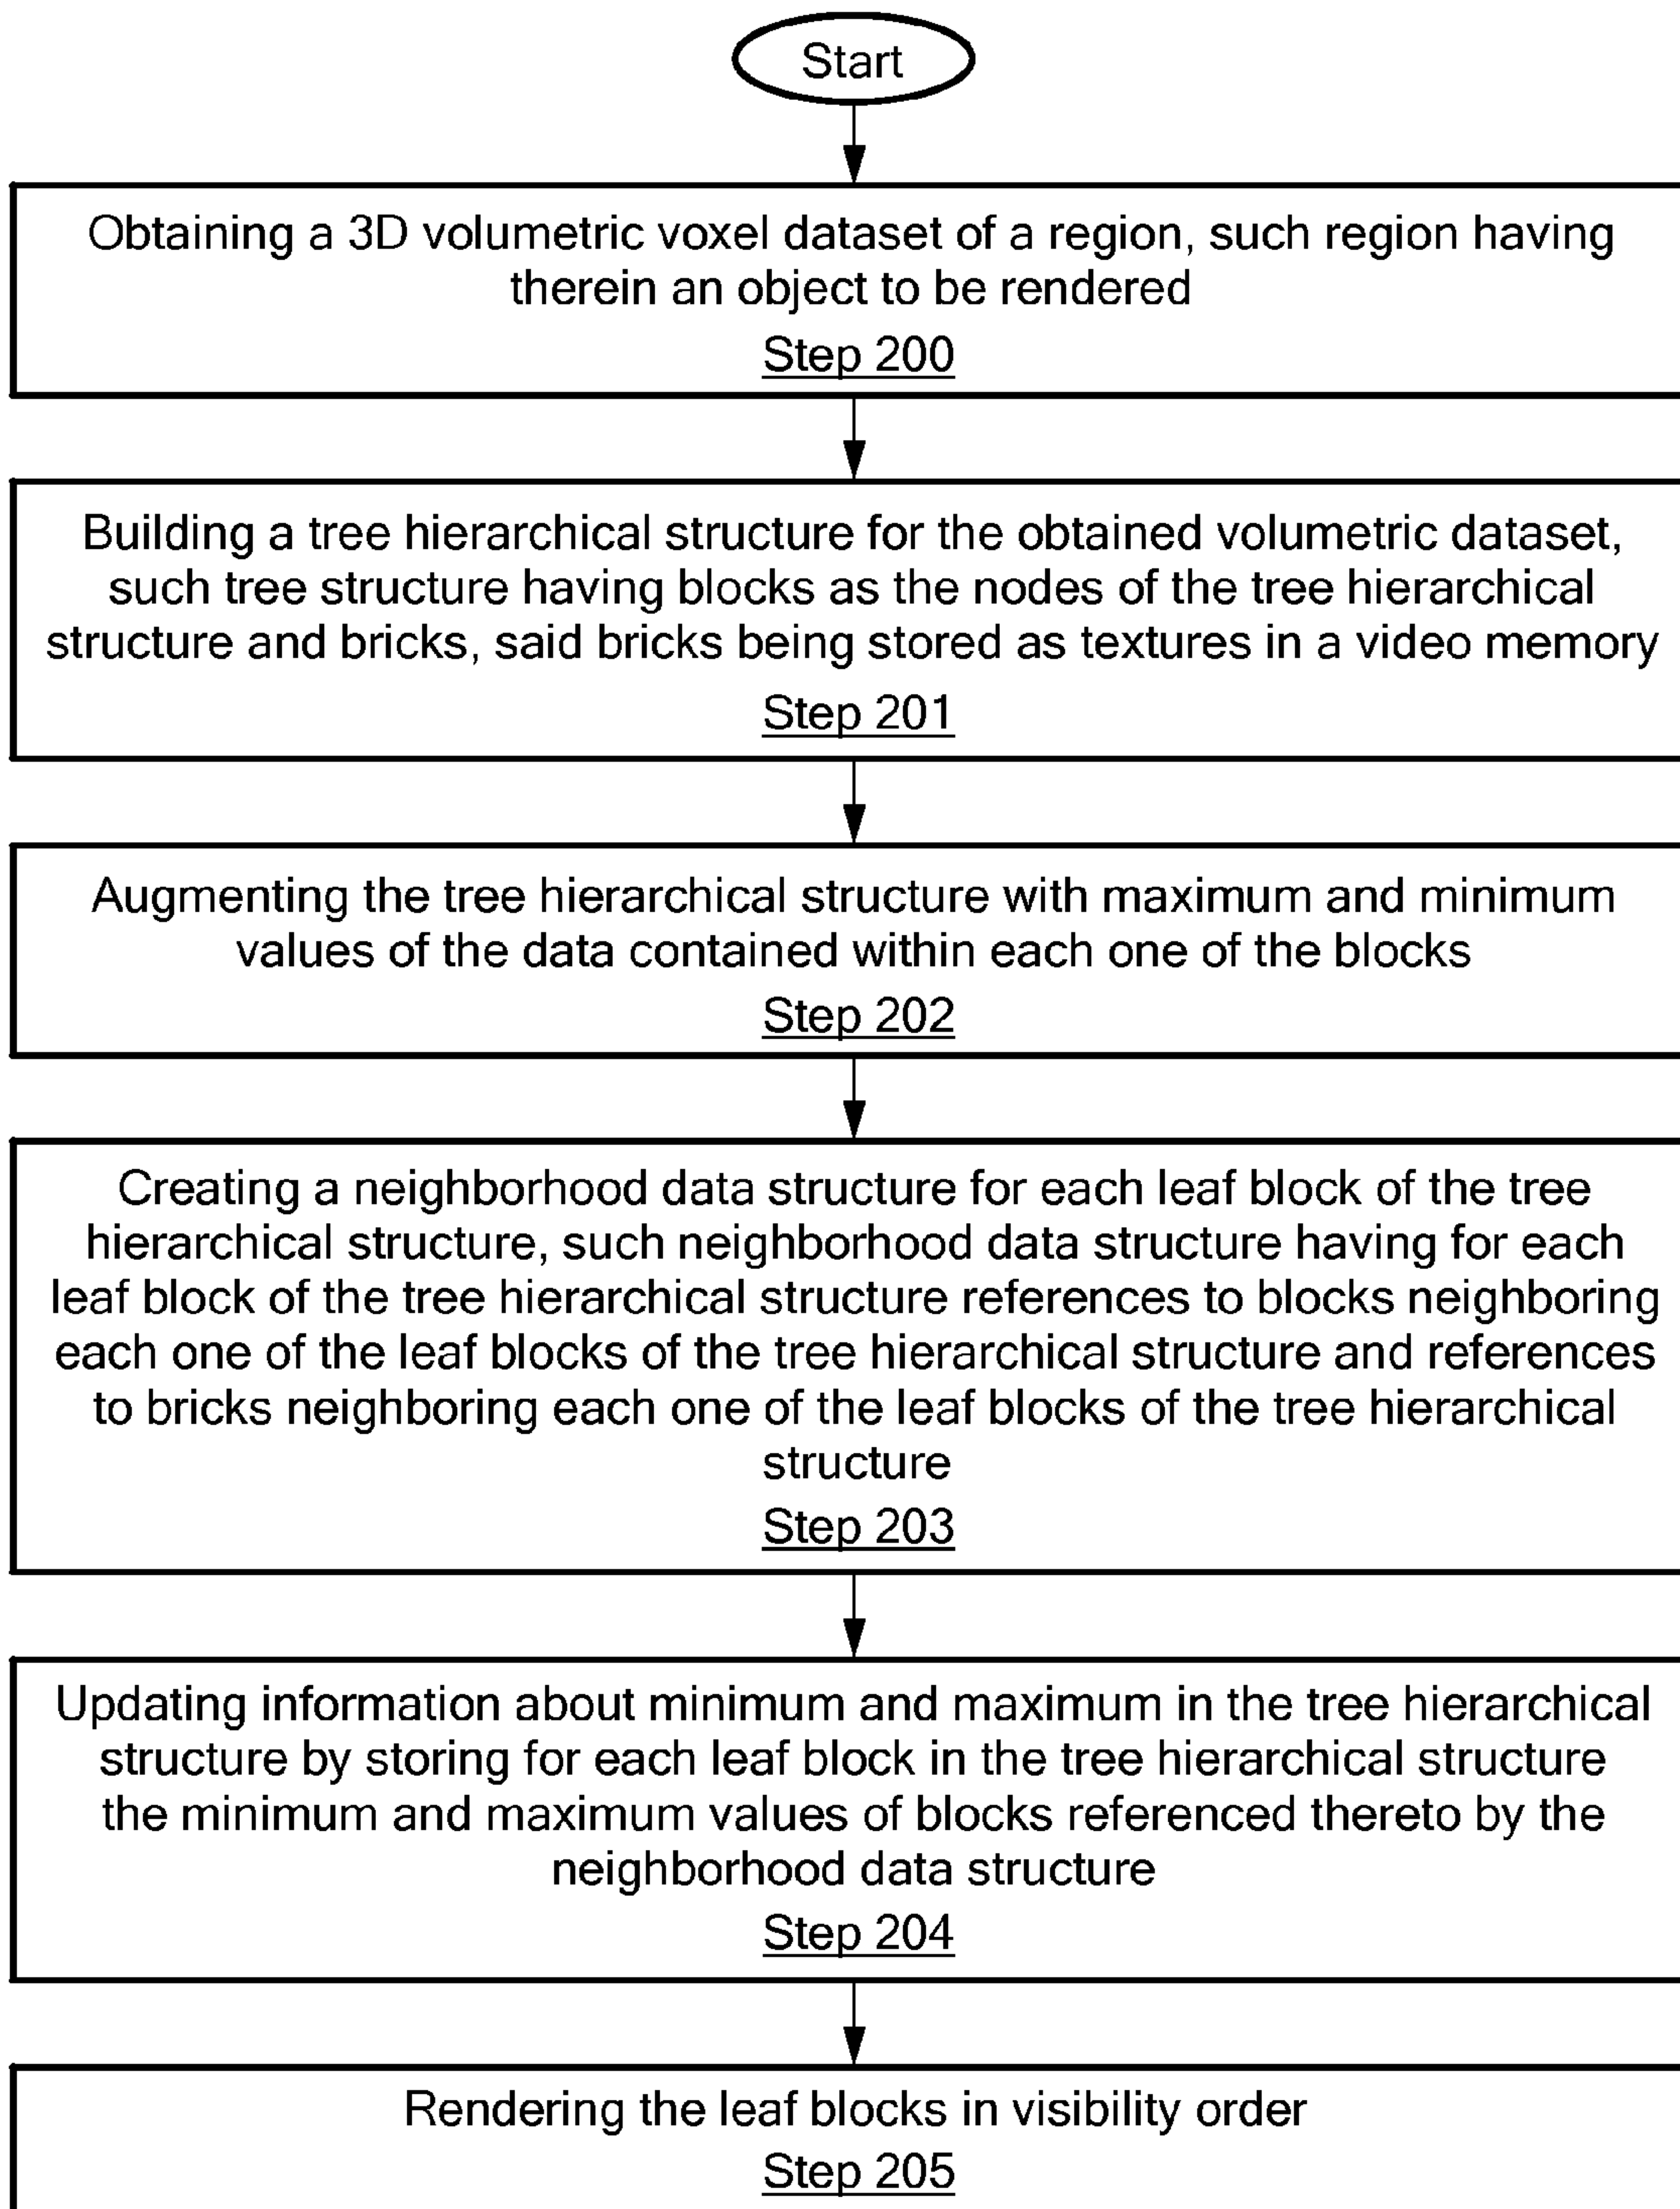 Start
Obtaining a 3D volumetric voxel dataset of a region, such region having
therein an object to be rendered
Step 200
Building a tree hierarchical structure for the obtained volumetric dataset,
such tree structure having blocks as the nodes of the tree hierarchical
structure and bricks, said bricks being stored as textures in a video memory
Step 201
Augmenting the tree hierarchical structure with maximum and minimum
values of the data contained within each one of the blocks
Step 202
Creating a neighborhood data structure for each leaf block of the tree
hierarchical structure, such neighborhood data structure having for each
leaf block of the tree hierarchical structure references to blocks neighboring
each one of the leaf blocks of the tree hierarchical structure and references
to bricks neighboring each one of the leaf blocks of the tree hierarchical
structure
Step 203
Updating information about minimum and maximum in the tree hierarchical
structure by storing for each leaf block in the tree hierarchical structure
the minimum and maximum values of blocks referenced thereto by the
neighborhood data structure
Step 204
Rendering the leaf blocks in visibility order
Step 205